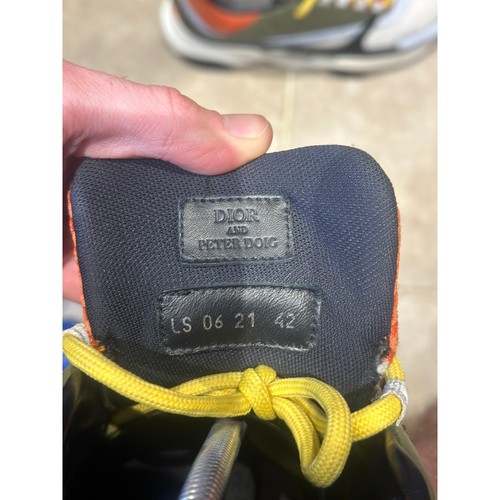 DIOR
AND
PETER DOIG
LS 06 21 42